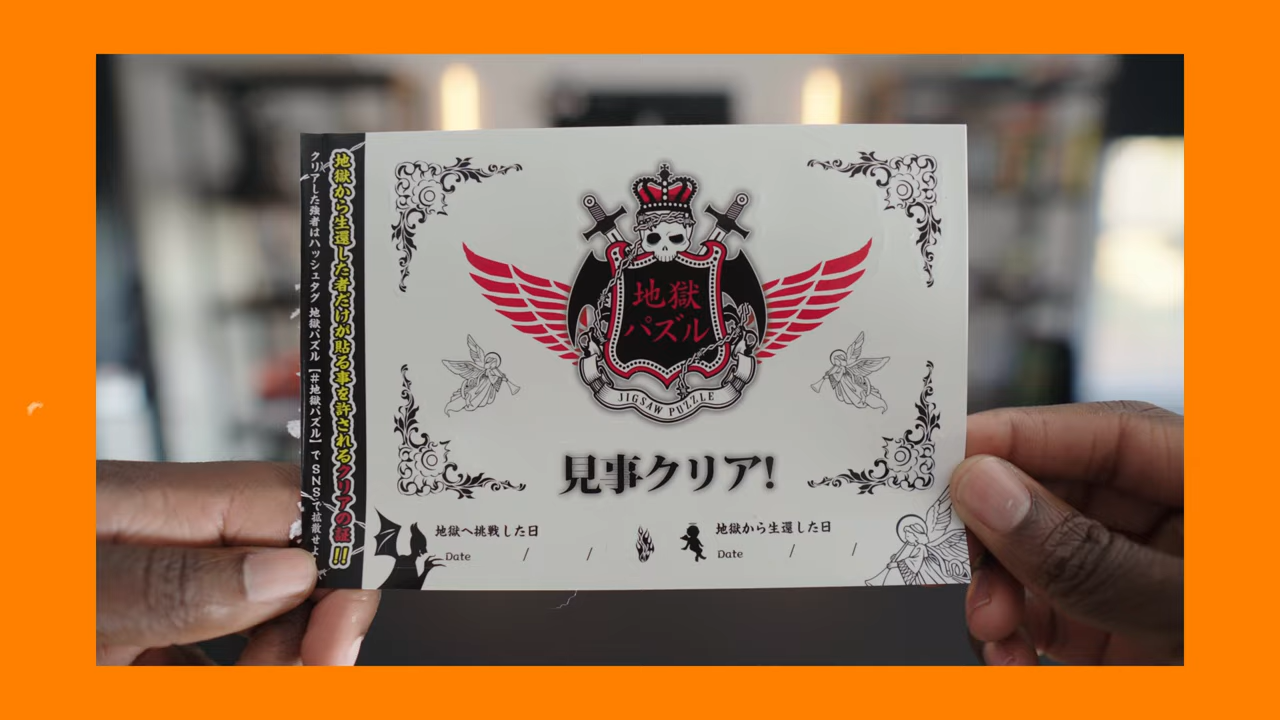 地獄から生還した者だけが貼る事を許されるクリアの証!!
クリアした強者はハッシュタグ 地獄パズル【#地獄パズル】でSNSで拡散せよ
地獄
パズル
JIGSAW PUZZLE
見事クリア!
地獄へ挑戦した日
Date / /
地獄から生還した日
Date / /